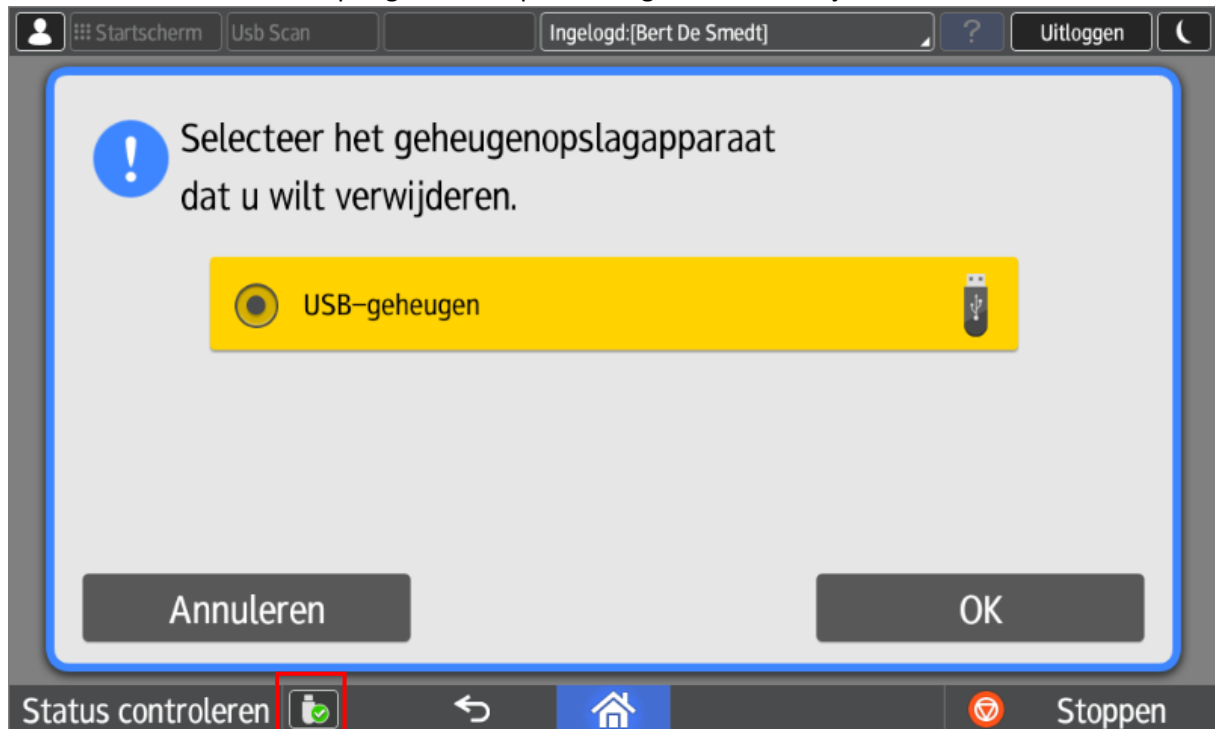 Startscherm
Usb Scan
Ingelogd:[Bert De Smedt]
?
Uitloggen
Selecteer het geheugenopslagapparaat
dat u wilt verwijderen.
USB-geheugen
Annuleren
OK
Status controleren
Stoppen